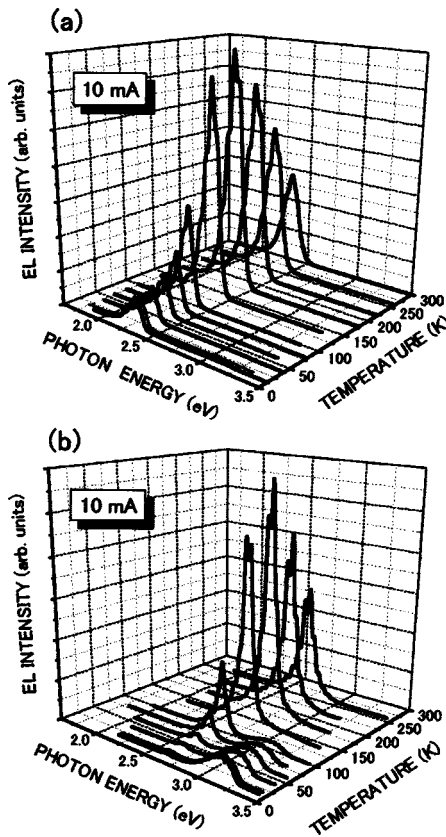 (a)
10 mA
EL INTENSITY (arb. units)
2.0
2.5
3.0
3.5
PHOTON ENERGY (eV)
0
50
100
150
200
250
300
TEMPERATURE (K)
(b)
10 mA
EL INTENSITY (arb. units)
2.0
2.5
3.0
3.5
PHOTON ENERGY (eV)
0
50
100
150
200
250
300
TEMPERATURE (K)